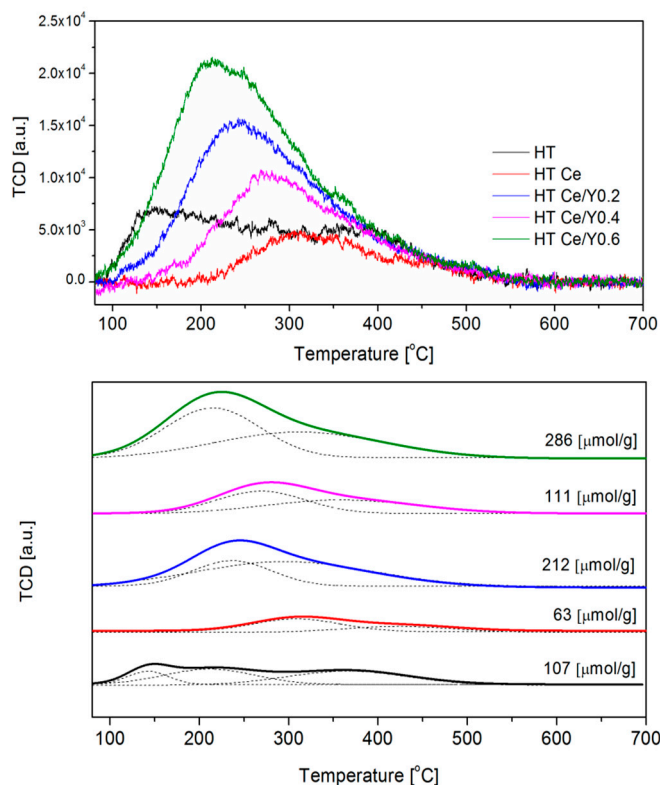 2.5x10⁴
2.0x10⁴
1.5x10⁴
1.0x10⁴
5.0x10³
0.0
TCD [a.u.]
HT
HT Ce
HT Ce/Y0.2
HT Ce/Y0.4
HT Ce/Y0.6
100 200 300 400 500 600 700
Temperature [°C]
TCD [a.u.]
286 [μmol/g]
111 [μmol/g]
212 [μmol/g]
63 [μmol/g]
107 [μmol/g]
100 200 300 400 500 600 700
Temperature [°C]